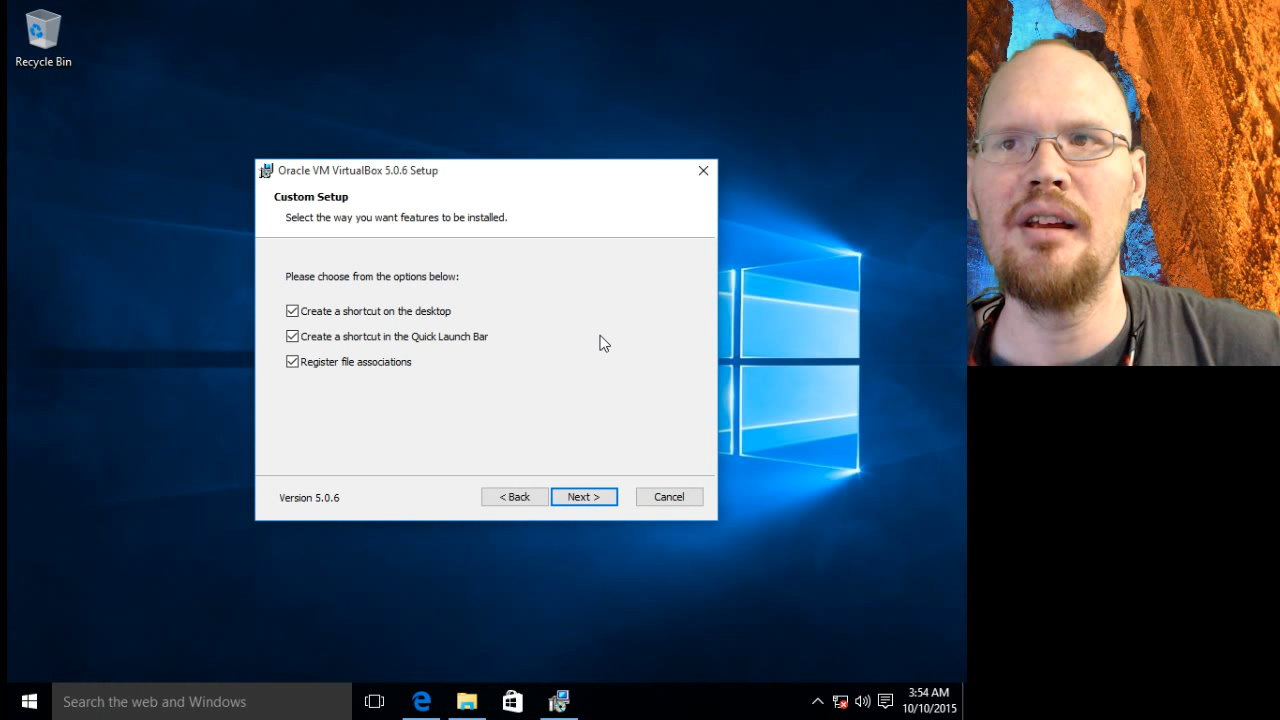 Recycle Bin
Oracle VM VirtualBox 5.0.6 Setup
Custom Setup
Select the way you want features to be installed.
Please choose from the options below:
Create a shortcut on the desktop
Create a shortcut in the Quick Launch Bar
Register file associations
Version 5.0.6
< Back
Next >
Cancel
Search the web and Windows
3:54 AM
10/10/2015